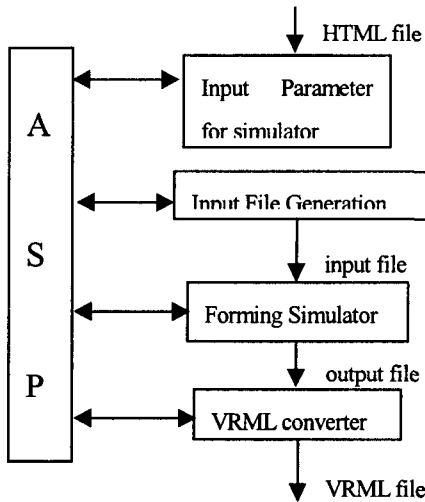 HTML file
Input Parameter
for simulator
A
S
P
Input File Generation
input file
Forming Simulator
output file
VRML converter
VRML file